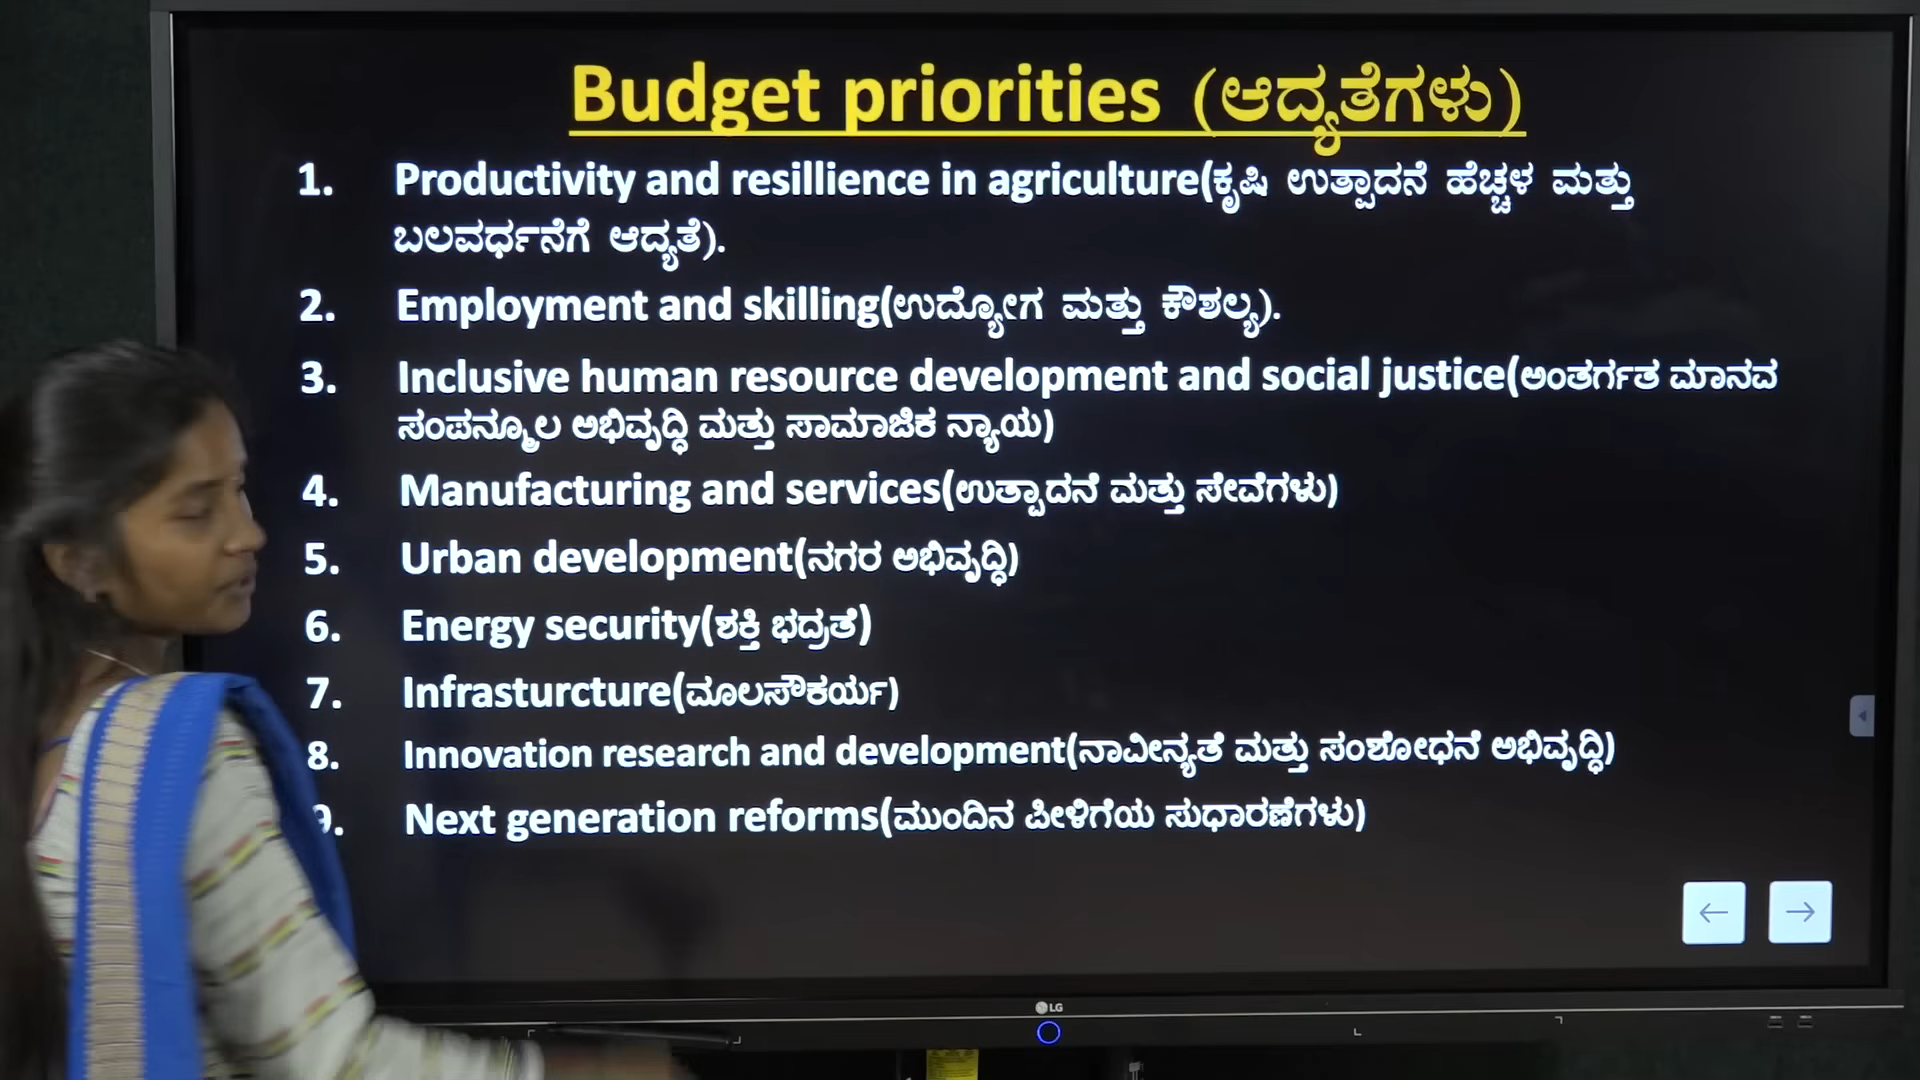 Budget priorities (ಆದ್ಯತೆಗಳು)
1. Productivity and resillience in agriculture(ಕೃಷಿ ಉತ್ಪಾದನೆ ಹೆಚ್ಚಳ ಮತ್ತು
ಬಲವರ್ಧನೆಗೆ ಆದ್ಯತೆ).
2. Employment and skilling(ಉದ್ಯೋಗ ಮತ್ತು ಕೌಶಲ್ಯ).
3. Inclusive human resource development and social justice(ಅಂತರ್ಗತ ಮಾನವ
ಸಂಪನ್ಮೂಲ ಅಭಿವೃದ್ಧಿ ಮತ್ತು ಸಾಮಾಜಿಕ ನ್ಯಾಯ)
4. Manufacturing and services(ಉತ್ಪಾದನೆ ಮತ್ತು ಸೇವೆಗಳು)
5. Urban development(ನಗರ ಅಭಿವೃದ್ಧಿ)
6. Energy security(ಶಕ್ತಿ ಭದ್ರತೆ)
7. Infrasturcture(ಮೂಲಸೌಕರ್ಯ)
8. Innovation research and development(ನಾವೀನ್ಯತೆ ಮತ್ತು ಸಂಶೋಧನೆ ಅಭಿವೃದ್ಧಿ)
9. Next generation reforms(ಮುಂದಿನ ಪೀಳಿಗೆಯ ಸುಧಾರಣೆಗಳು)
LG